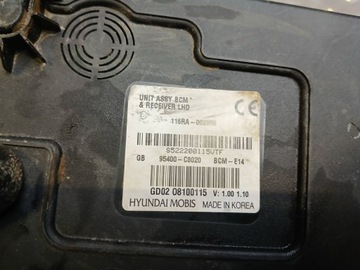 UNIT ASSY BCM
& RECEIVER LHD
CE
S522200115VTF
GB 95400-C8020 BCM-E14
GD02 08100115 V: 1.00 1.10
HYUNDAI MOBIS MADE IN KOREA